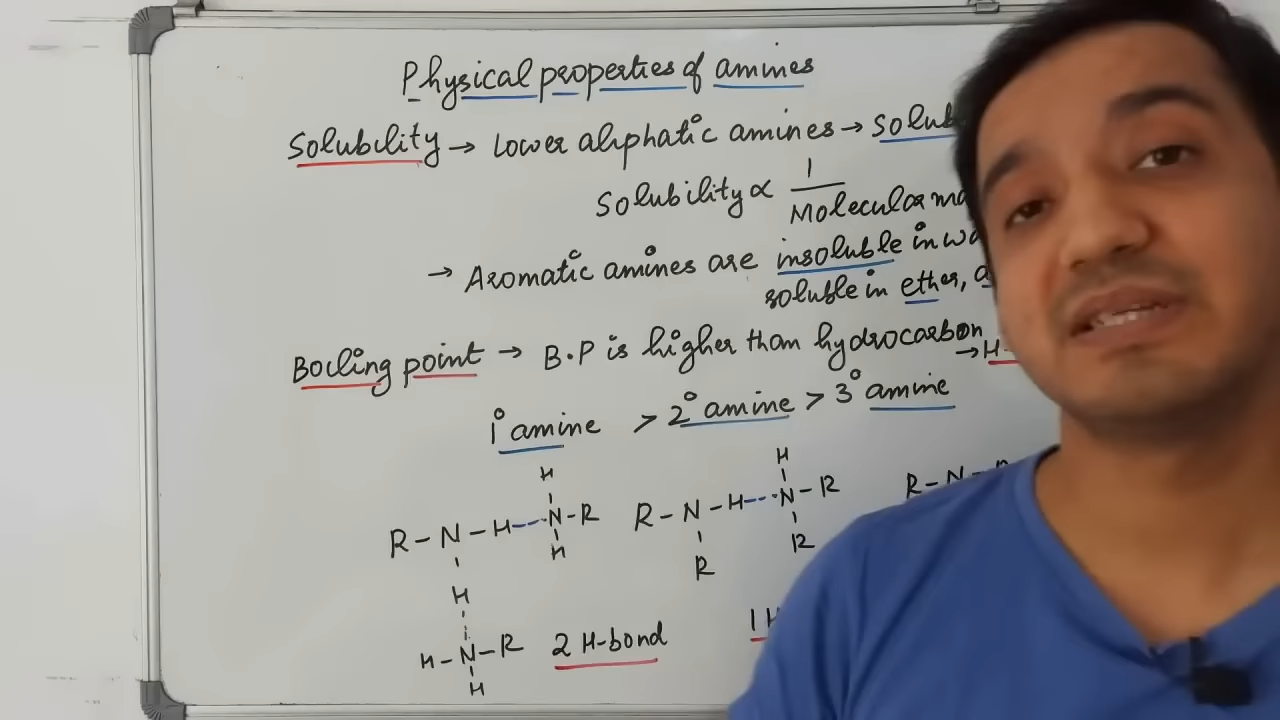 Physical properties of amines
Solubility → Lower aliphatic amines → Solub
Solubility ∝ 1
Molecular ma
→ Aromatic amines are insoluble in wa
soluble in ether, a
Boiling point → B.P is higher than hydrocarbon
→ H-
1° amine > 2° amine > 3° amine
H H
R - N - H --- N - R R - N - H --- N - R R - N - R
H R R
H
H - N - R 2 H-bond 1 H
H